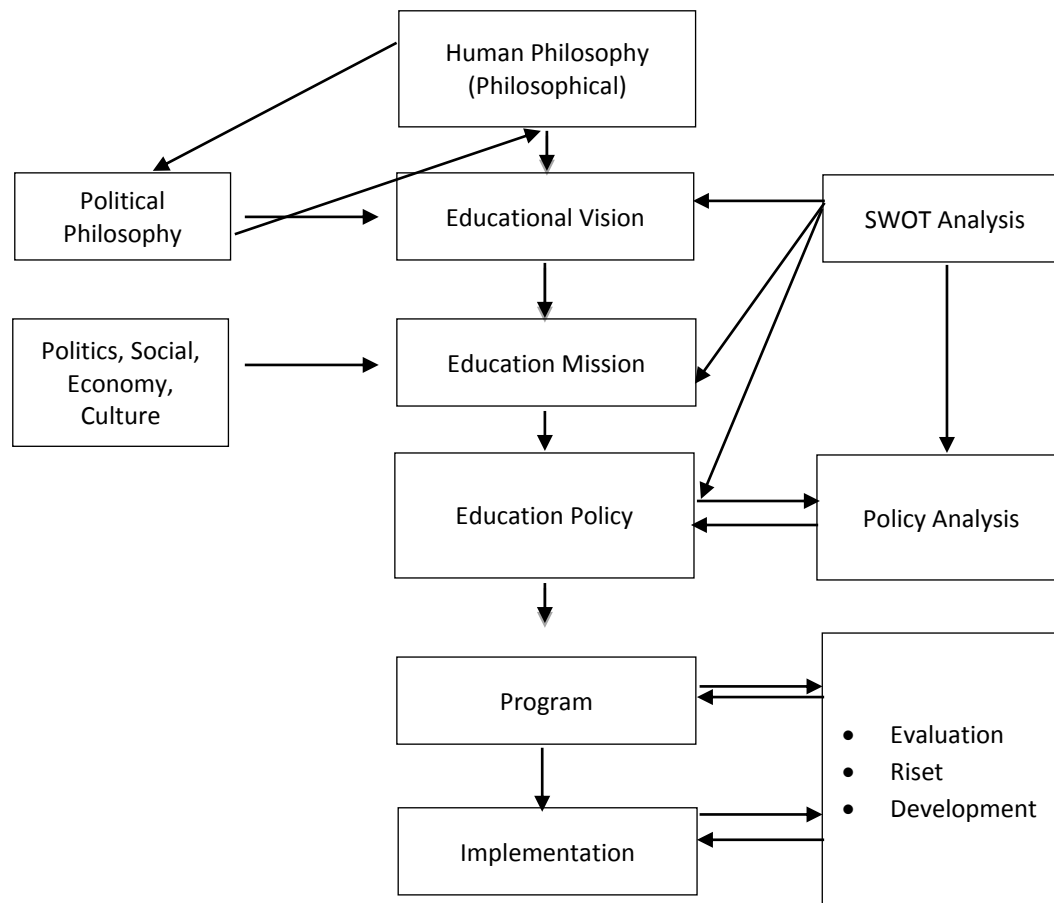 Human Philosophy
(Philosophical)
Political
Philosophy
Educational Vision
SWOT Analysis
Politics, Social,
Economy,
Culture
Education Mission
Education Policy
Policy Analysis
Program
• Evaluation
• Riset
• Development
Implementation